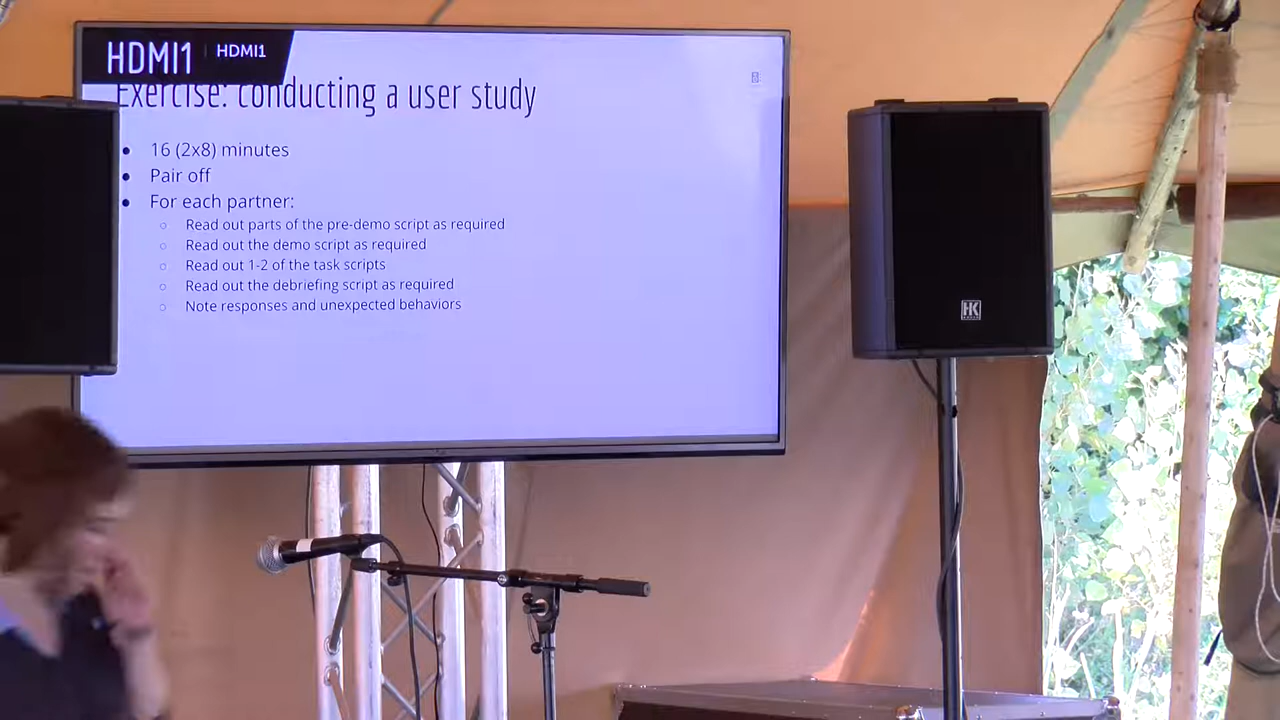 HDMI1 HDMI1
Exercise: conducting a user study
16 (2x8) minutes
Pair off
For each partner:
Read out parts of the pre-demo script as required
Read out the demo script as required
Read out 1-2 of the task scripts
Read out the debriefing script as required
Note responses and unexpected behaviors
HK